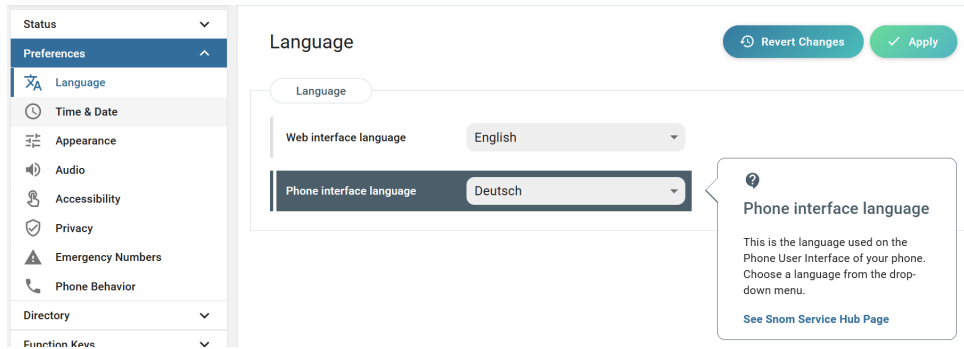 Status
Preferences
Language
Time & Date
Appearance
Audio
Accessibility
Privacy
Emergency Numbers
Phone Behavior
Directory
Function Keys
Language
Revert Changes
Apply
Language
Web interface language
English
Phone interface language
Deutsch
Phone interface language
This is the language used on the
Phone User Interface of your phone.
Choose a language from the drop-
down menu.
See Snom Service Hub Page